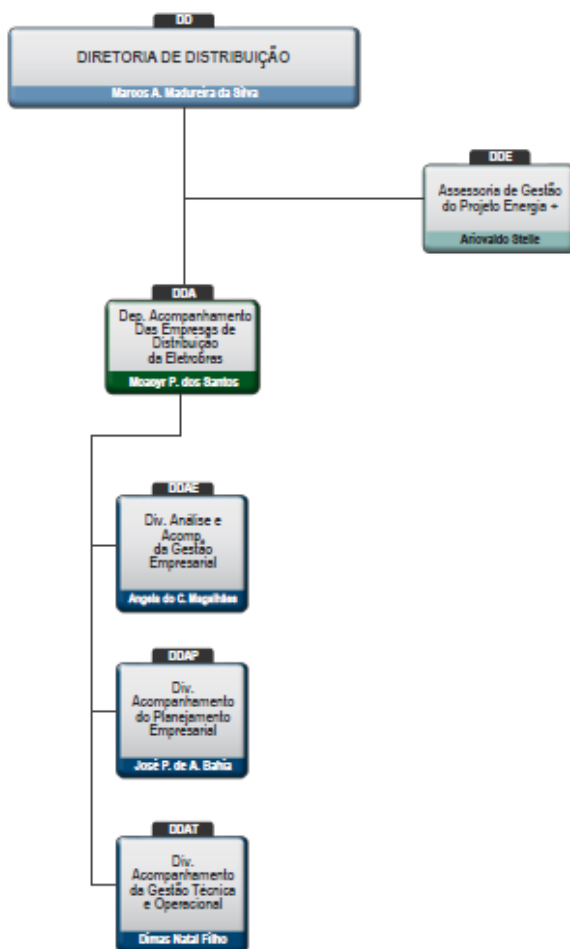 DD
DIRETORIA DE DISTRIBUIÇÃO
Marcos A. Madureira da Silva
DDE
Assessoria de Gestão
do Projeto Energia +
Ariovaldo Stelle
DDA
Dep. Acompanhamento
Das Empresas de
Distribuição
da Eletrobras
Moacyr P. dos Santos
DDAE
Div. Análise e
Acomp.
da Gestão
Empresarial
Angela do C. Magalhães
DDAP
Div.
Acompanhamento
do Planejamento
Empresarial
José P. de A. Bahia
DDAT
Div.
Acompanhamento
da Gestão Técnica
e Operacional
Dimas Natal Filho